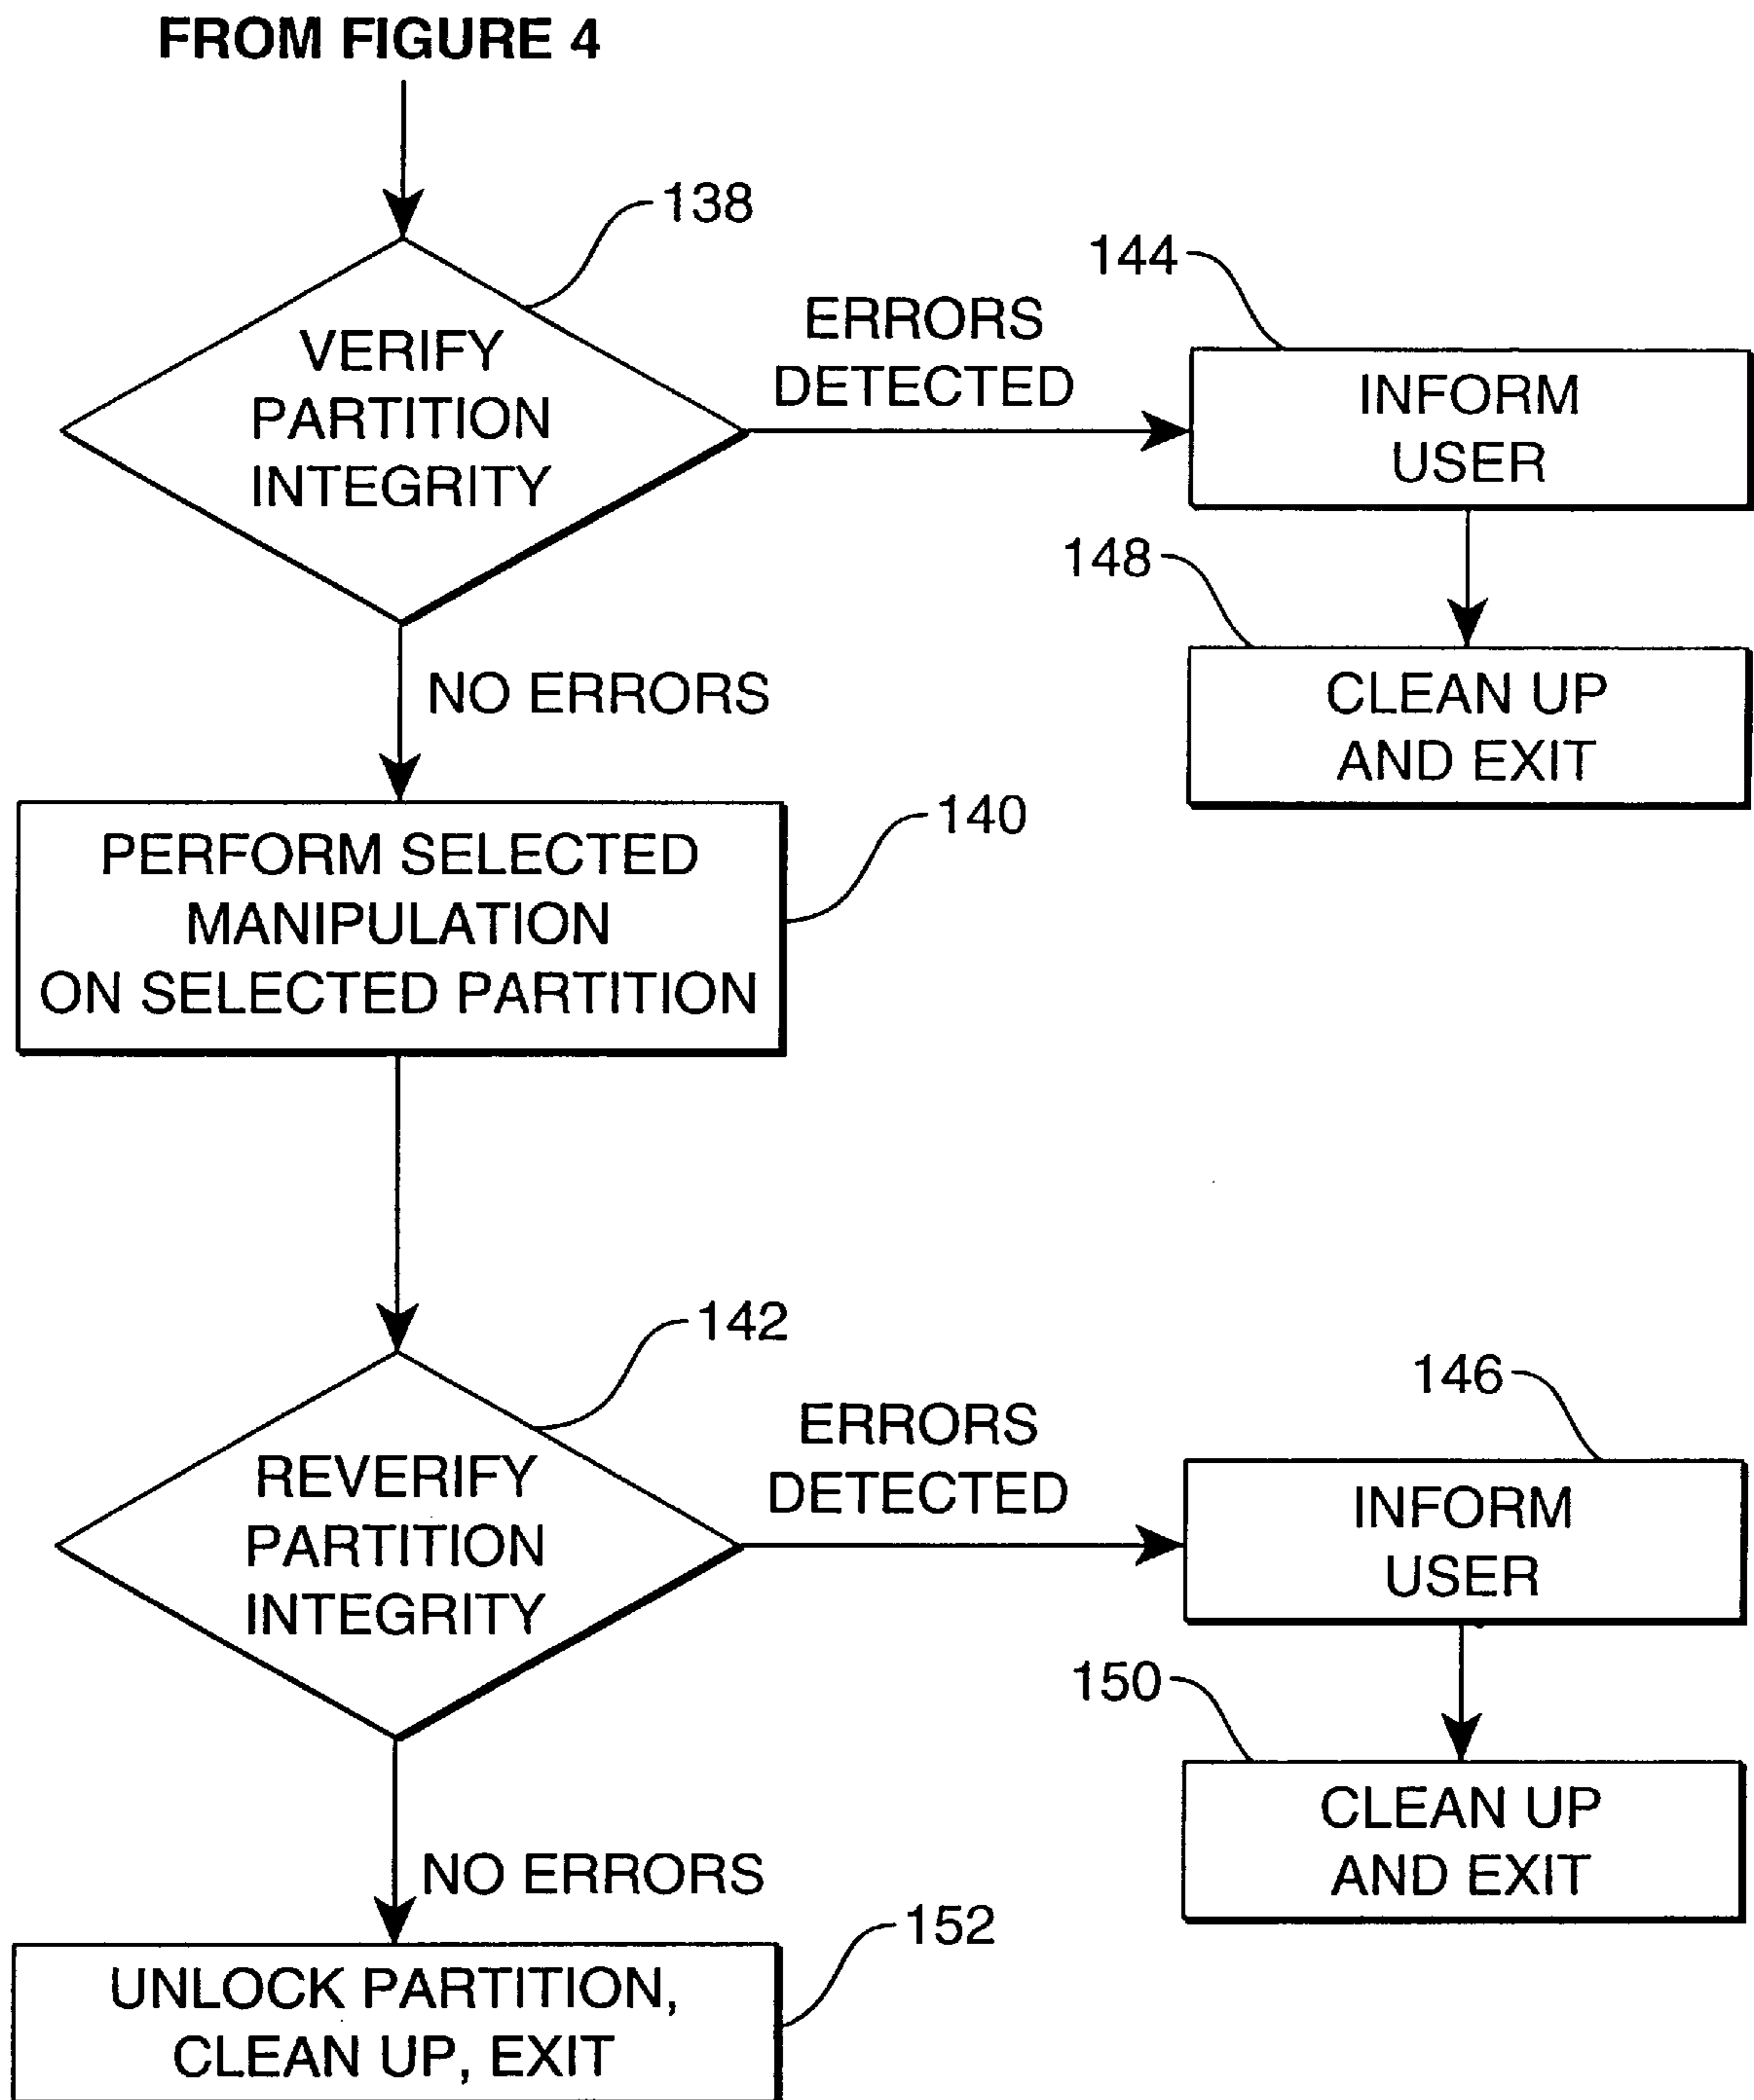 FROM FIGURE 4
138
VERIFY
PARTITION
INTEGRITY
ERRORS
DETECTED
144
INFORM
USER
148
CLEAN UP
AND EXIT
NO ERRORS
140
PERFORM SELECTED
MANIPULATION
ON SELECTED PARTITION
142
REVERIFY
PARTITION
INTEGRITY
ERRORS
DETECTED
146
INFORM
USER
150
CLEAN UP
AND EXIT
NO ERRORS
152
UNLOCK PARTITION,
CLEAN UP, EXIT